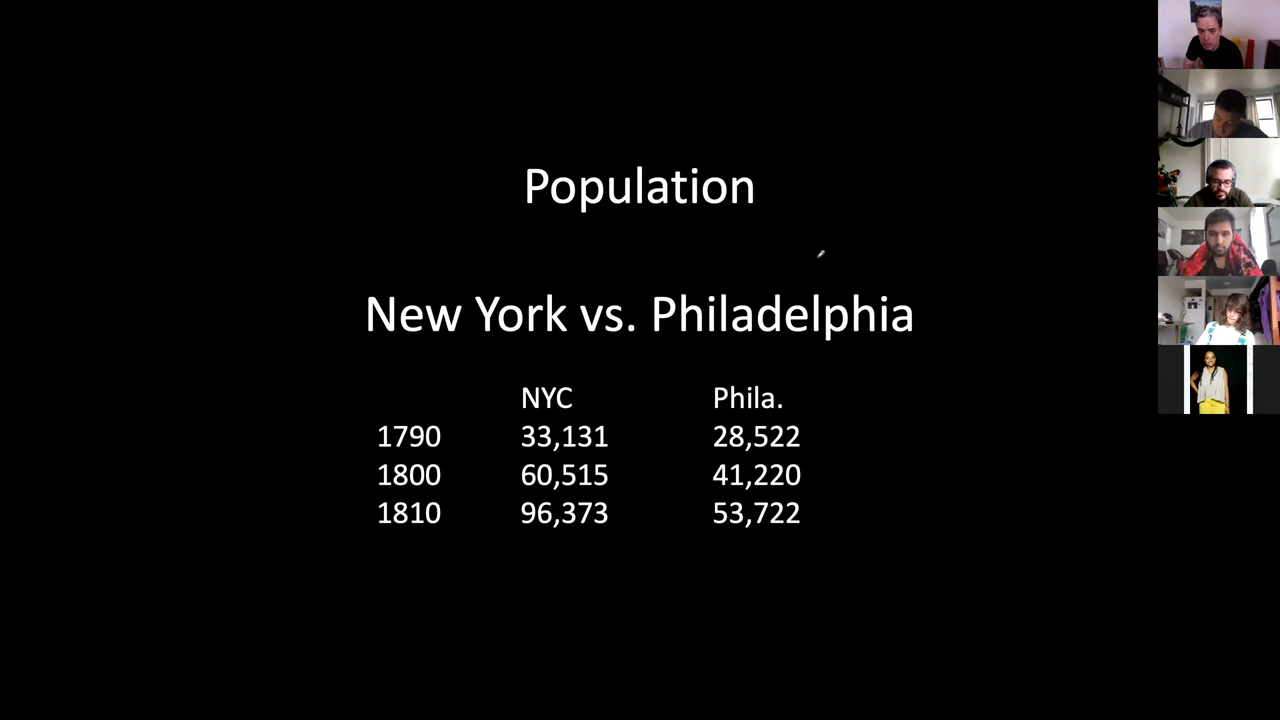 Population
New York vs. Philadelphia
NYC Phila.
1790 33,131 28,522
1800 60,515 41,220
1810 96,373 53,722